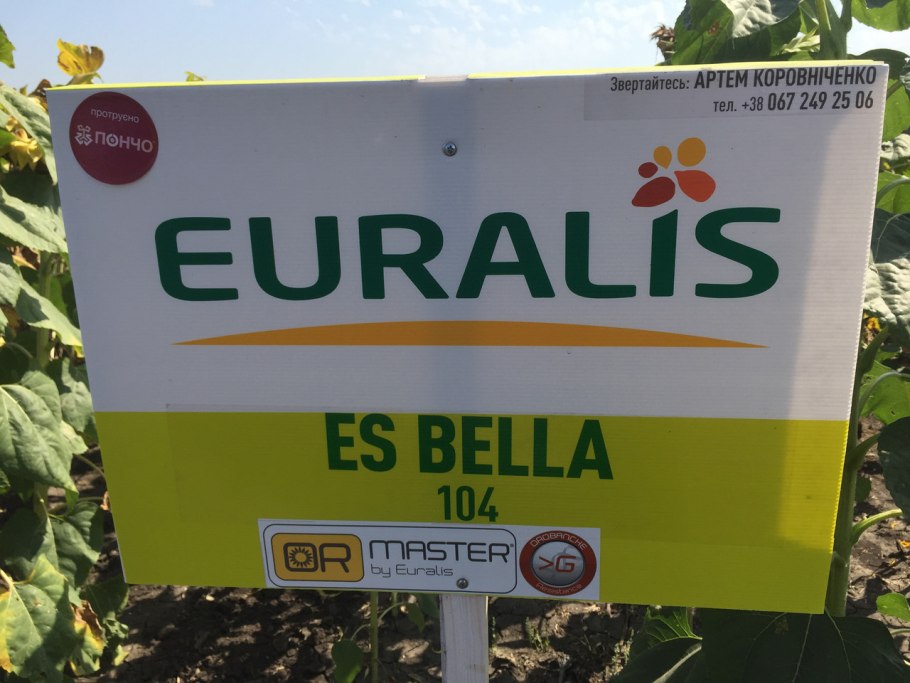 Звертайтесь: АРТЕМ КОРОВНІЧЕНКО
тел. +38 067 249 25 06
протруєно
ПОНЧО
EURALIS
ES BELLA
104
OR MASTER®
by Euralis
OROBANCHE
>G
Resistance